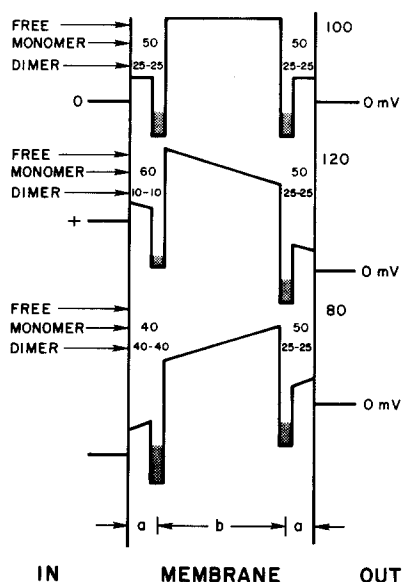 FREE 50 50 100
MONOMER
DIMER 25-25 25-25
0 0 mV
FREE 120
MONOMER 60 50
DIMER 10-10 25-25
+ 0 mV
FREE 80
MONOMER 40 50
DIMER 40-40 25-25
0 mV
a b a
IN MEMBRANE OUT